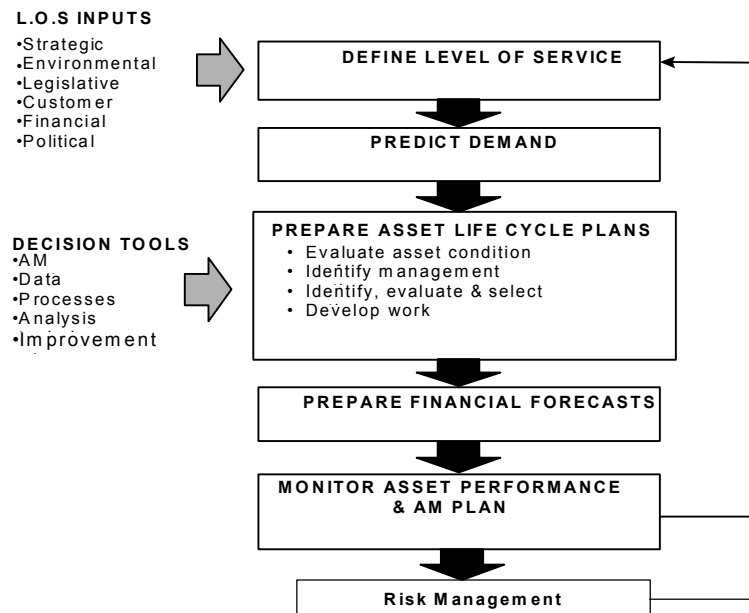 L.O.S INPUTS
•Strategic
•Environmental
•Legislative
•Customer
•Financial
•Political
DEFINE LEVEL OF SERVICE
PREDICT DEMAND
DECISION TOOLS
•AM
•Data
•Processes
•Analysis
•Improvement
PREPARE ASSET LIFE CYCLE PLANS
• Evaluate asset condition
• Identify management
• Identify, evaluate & select
• Develop work
PREPARE FINANCIAL FORECASTS
MONITOR ASSET PERFORMANCE
& AM PLAN
Risk Management